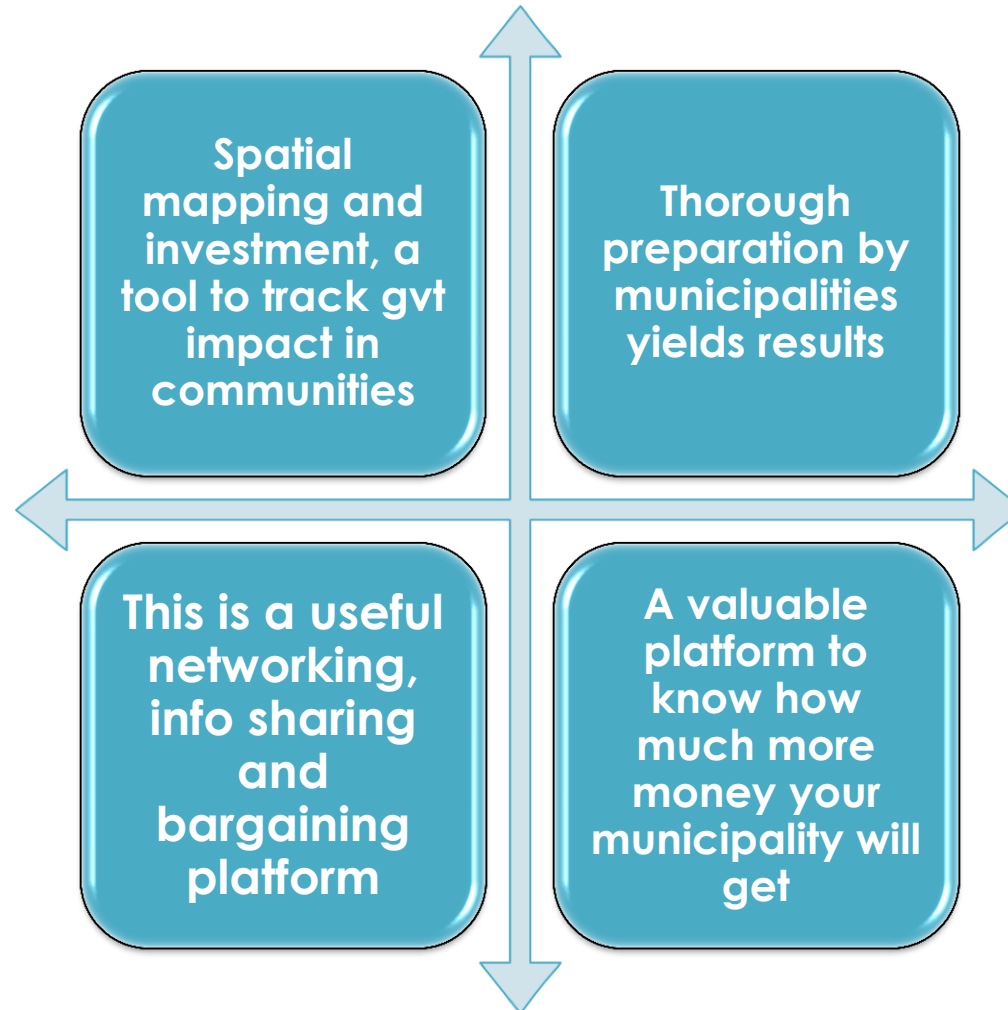 Spatial
mapping and
investment, a
tool to track gvt
impact in
communities
Thorough
preparation by
municipalities
yields results
This is a useful
networking,
info sharing
and
bargaining
platform
A valuable
platform to
know how
much more
money your
municipality will
get